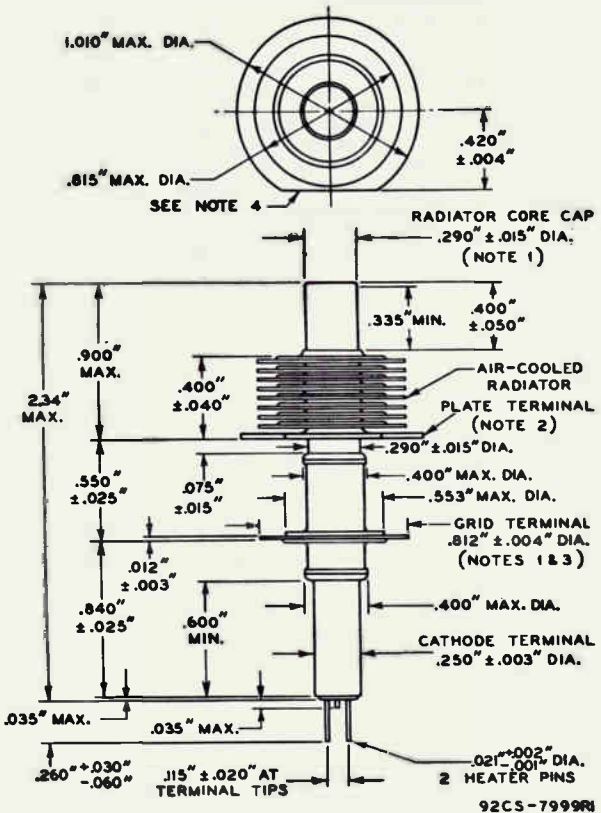 1.010" MAX. DIA.
.420"
±.004"
.815" MAX. DIA.
SEE NOTE 4
RADIATOR CORE CAP
.290" ±.015" DIA.
(NOTE 1)
.335" MIN.
.400"
±.050"
.900"
MAX.
2.34"
MAX.
.400"
±.040"
AIR-COOLED
RADIATOR
PLATE TERMINAL
(NOTE 2)
.290" ±.015" DIA.
.550"
±.025"
.075"
±.015"
.400" MAX. DIA.
.553" MAX. DIA.
GRID TERMINAL
.812" ±.004" DIA.
(NOTES 1 & 3)
.012"
±.003"
.840"
±.025"
.600"
MIN.
.400" MAX. DIA.
CATHODE TERMINAL
.250" ±.003" DIA.
.035" MAX.
.035" MAX.
.260" +.030" -.060"
.115" ±.020" AT
TERMINAL TIPS
.021" +.002" -.001" DIA.
2 HEATER PINS
92CS-7999R1